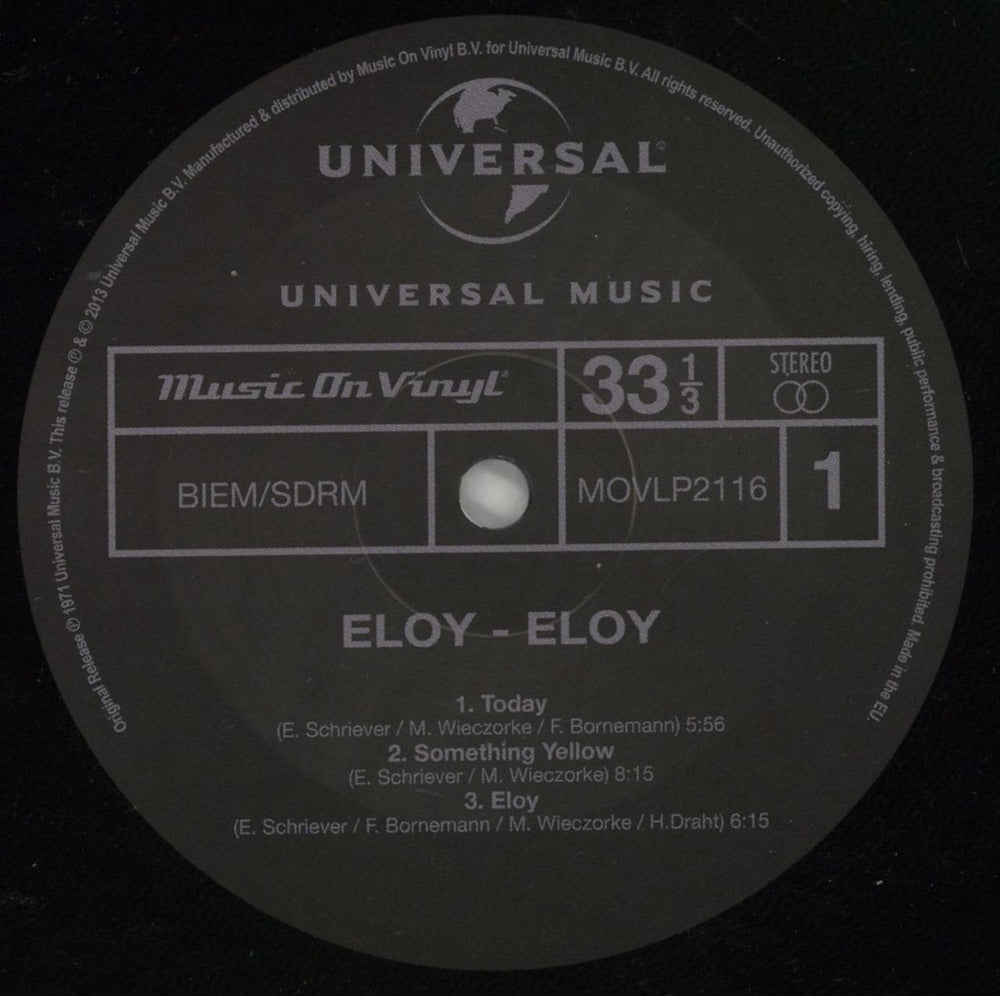 Original Release ℗ 1971 Universal Music B.V. This release ℗ & © 2013 Universal Music B.V. Manufactured & distributed by Music On Vinyl B.V. for Universal Music B.V. All rights reserved. Unauthorized copying, hiring, lending, public performance & broadcasting prohibited. Made in the EU.
UNIVERSAL
UNIVERSAL MUSIC
Music On Vinyl®
33 1/3
STEREO
BIEM/SDRM
MOVLP2116
1
ELOY - ELOY
1. Today
(E. Schriever / M. Wieczorke / F. Bornemann) 5:56
2. Something Yellow
(E. Schriever / M. Wieczorke) 8:15
3. Eloy
(E. Schriever / F. Bornemann / M. Wieczorke / H.Draht) 6:15